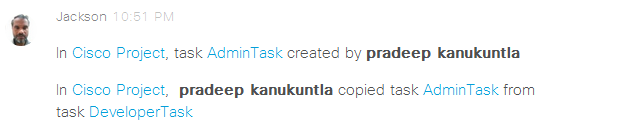 Jackson 10:51 PM
In Cisco Project, task AdminTask created by pradeep kanukuntla
In Cisco Project, pradeep kanukuntla copied task AdminTask from
task DeveloperTask